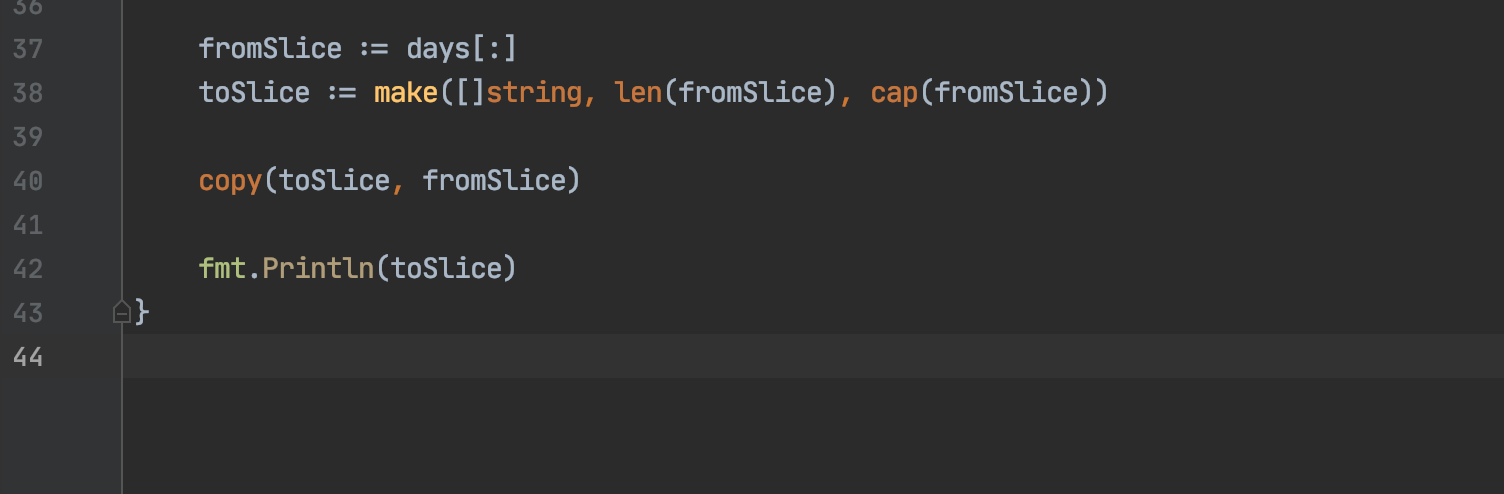 36
37 fromSlice := days[:]
38 toSlice := make([]string, len(fromSlice), cap(fromSlice))
39
40 copy(toSlice, fromSlice)
41
42 fmt.Println(toSlice)
43 }
44